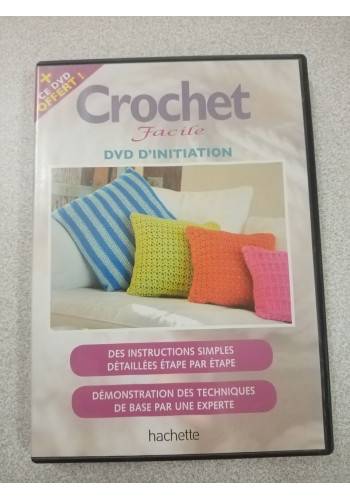 +
CE DVD
OFFERT !
Crochet
Facile
DVD D'INITIATION
DES INSTRUCTIONS SIMPLES
DÉTAILLÉES ÉTAPE PAR ÉTAPE
DÉMONSTRATION DES TECHNIQUES
DE BASE PAR UNE EXPERTE
hachette